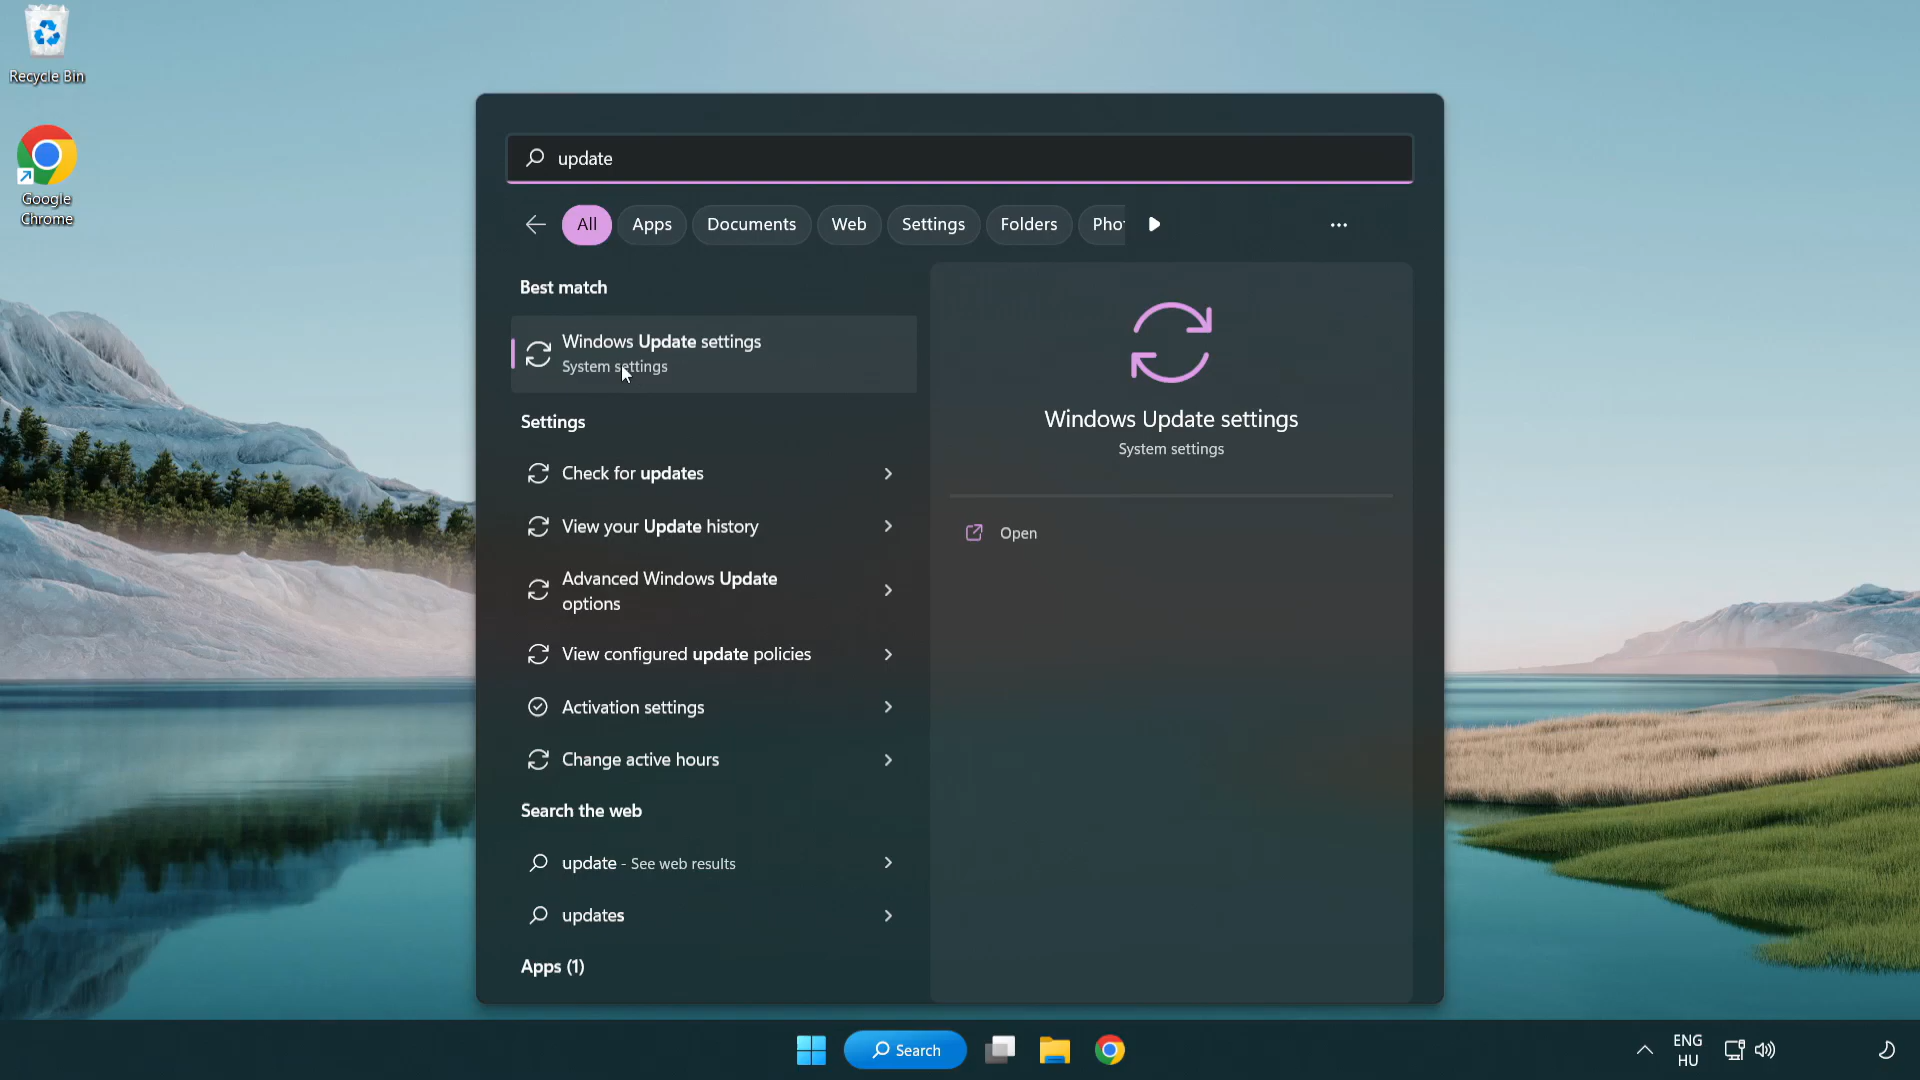 Recycle Bin
Google
Chrome
update
All
Apps
Documents
Web
Settings
Folders
Pho
Best match
Windows Update settings
System settings
Settings
Check for updates
View your Update history
Advanced Windows Update
options
View configured update policies
Activation settings
Change active hours
Search the web
update - See web results
updates
Apps (1)
Windows Update settings
System settings
Open
Search
ENG
HU